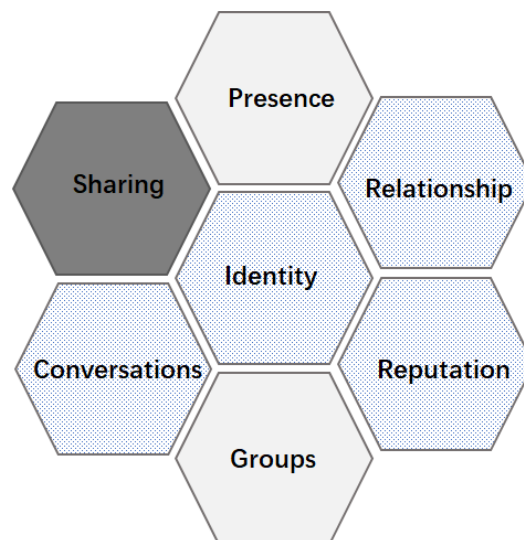 Presence
Sharing
Relationship
Identity
Conversations
Reputation
Groups